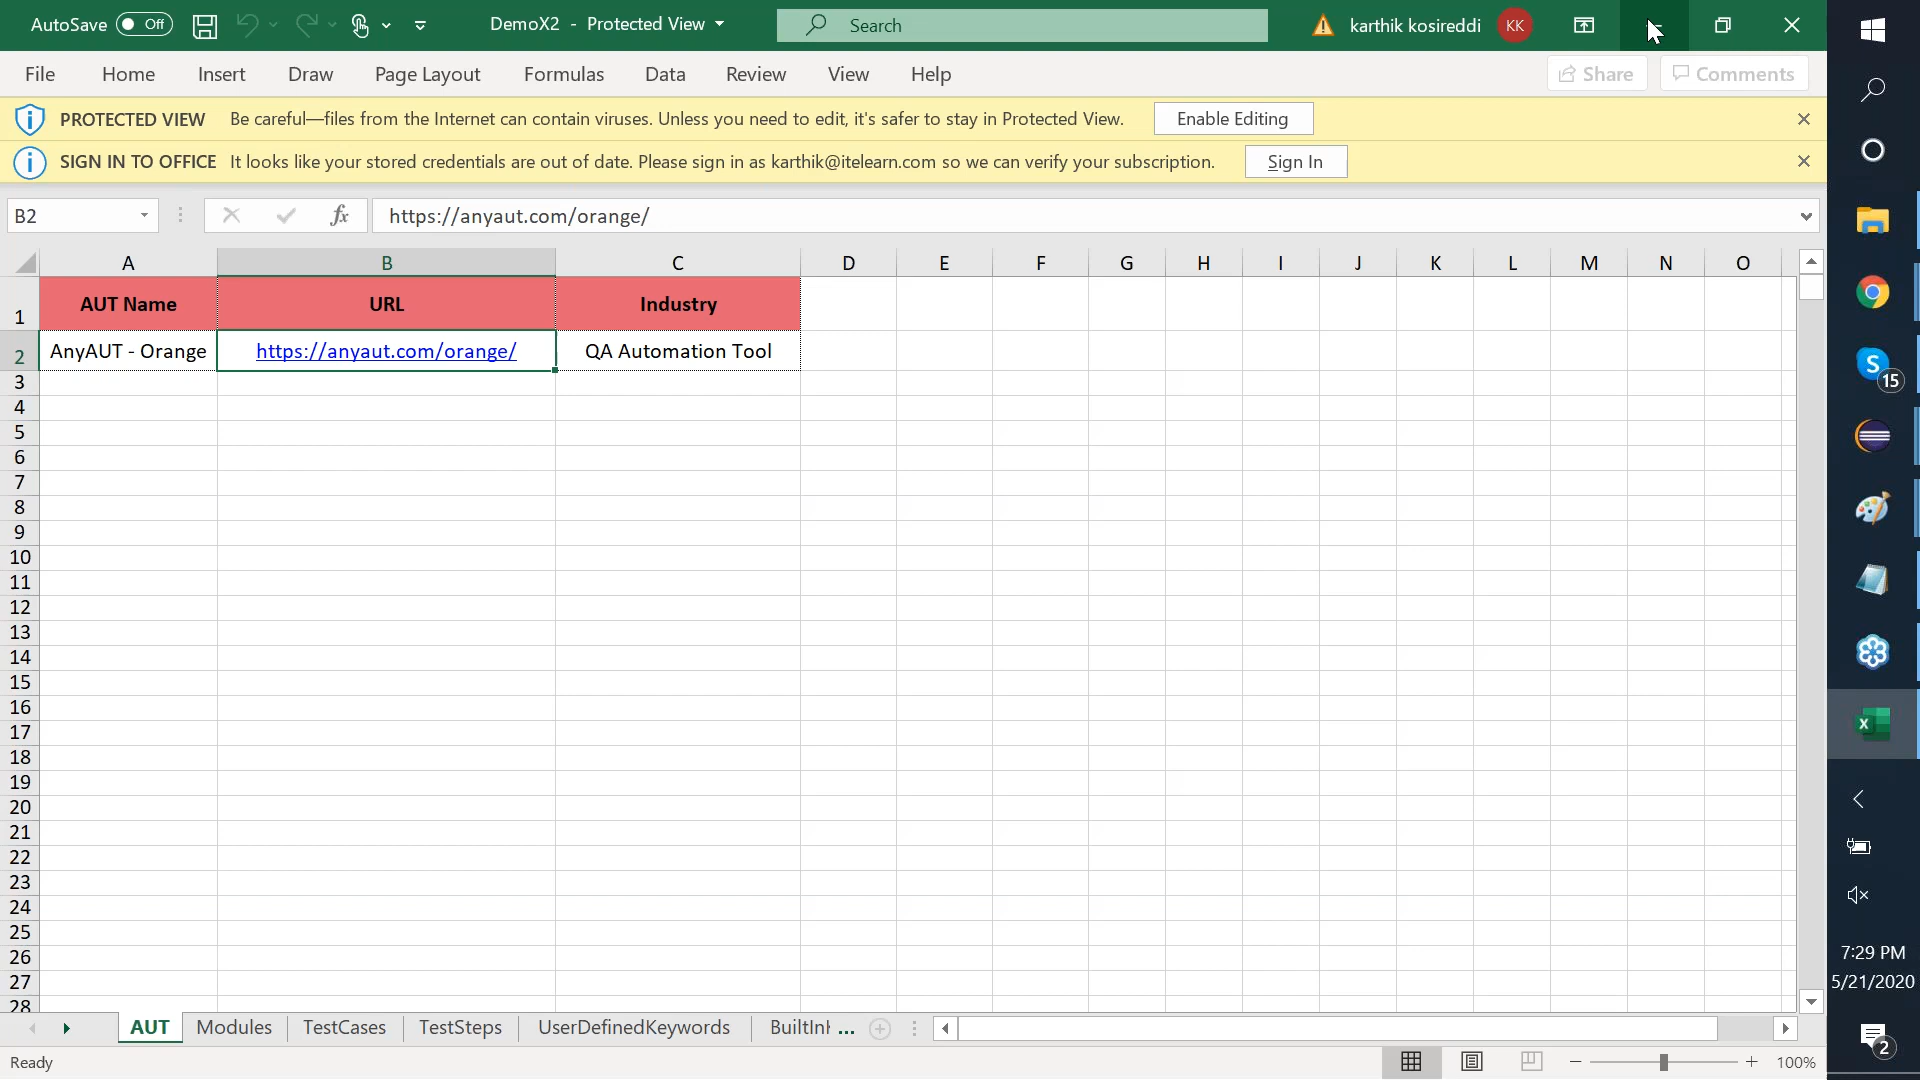 AutoSave Off DemoX2 - Protected View Search karthik kosireddi KK
File Home Insert Draw Page Layout Formulas Data Review View Help Share Comments
PROTECTED VIEW Be careful—files from the Internet can contain viruses. Unless you need to edit, it's safer to stay in Protected View. Enable Editing
SIGN IN TO OFFICE It looks like your stored credentials are out of date. Please sign in as karthik@itelearn.com so we can verify your subscription. Sign In
B2 fx https://anyaut.com/orange/
A B C D E F G H I J K L M N O
1 AUT Name URL Industry
2 AnyAUT - Orange https://anyaut.com/orange/ QA Automation Tool
3
4
5
6
7
8
9
10
11
12
13
14
15
16
17
18
19
20
21
22
23
24
25
26
27
28
AUT Modules TestCases TestSteps UserDefinedKeywords ...
Ready 100%
S 15
X
7:29 PM
5/21/2020
2